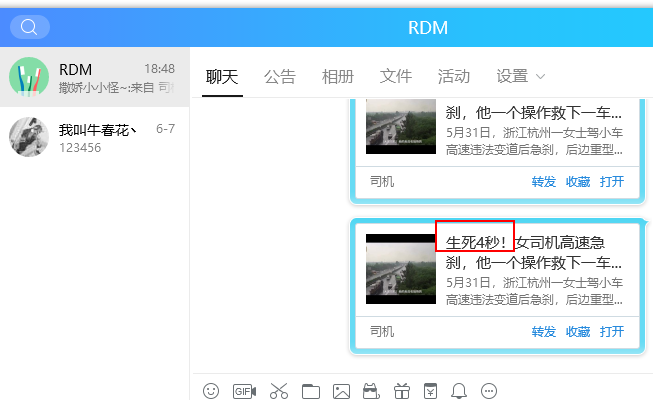 RDM
RDM 18:48
撒娇小小怪~:来自 司
我叫牛春花丶 6-7
123456
聊天 公告 相册 文件 活动 设置
刹，他一个操作救下一车...
5月31日，浙江杭州一女士驾小车
高速违法变道后急刹，后边重型...
司机 转发 收藏 打开
生死4秒！女司机高速急
刹，他一个操作救下一车...
5月31日，浙江杭州一女士驾小车
高速违法变道后急刹，后边重型...
司机 转发 收藏 打开
GIF